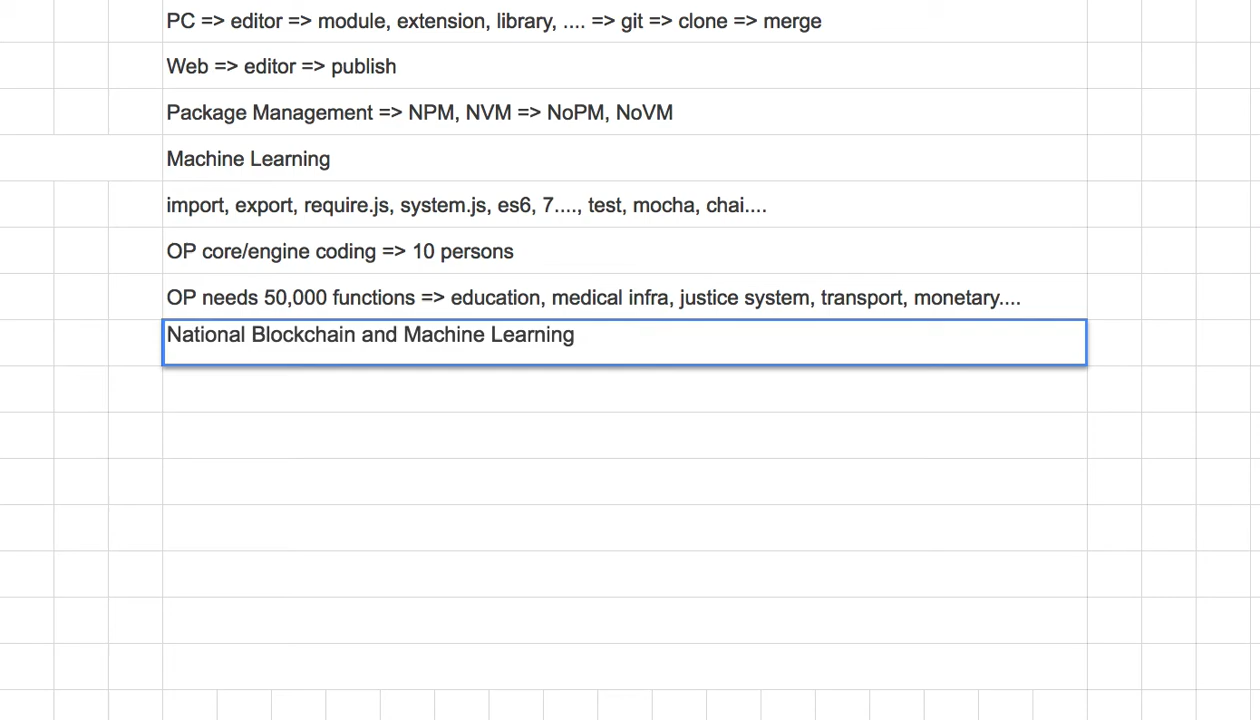 PC => editor => module, extension, library, .... => git => clone => merge
Web => editor => publish
Package Management => NPM, NVM => NoPM, NoVM
Machine Learning
import, export, require.js, system.js, es6, 7...., test, mocha, chai....
OP core/engine coding => 10 persons
OP needs 50,000 functions => education, medical infra, justice system, transport, monetary....
National Blockchain and Machine Learning